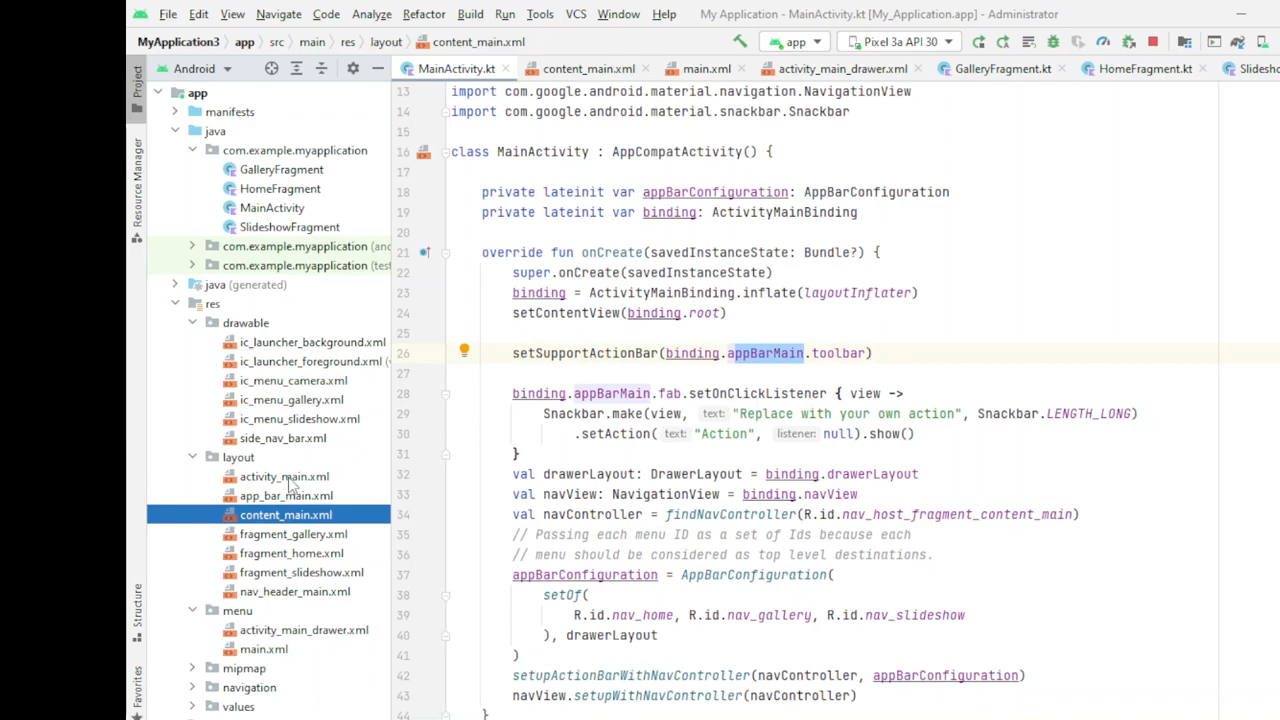 File Edit View Navigate Code Analyze Refactor Build Run Tools VCS Window Help My Application - MainActivity.kt [My_Application.app] - Administrator
MyApplication3 app src main res layout content_main.xml app Pixel 3a API 30
Project
Resource Manager
Structure
Favorites
Android
MainActivity.kt content_main.xml main.xml activity_main_drawer.xml GalleryFragment.kt HomeFragment.kt Slidesho
app
manifests
java
com.example.myapplication
GalleryFragment
HomeFragment
MainActivity
SlideshowFragment
com.example.myapplication (and
com.example.myapplication (test
java (generated)
res
drawable
ic_launcher_background.xml
ic_launcher_foreground.xml (v
ic_menu_camera.xml
ic_menu_gallery.xml
ic_menu_slideshow.xml
side_nav_bar.xml
layout
activity_main.xml
app_bar_main.xml
content_main.xml
fragment_gallery.xml
fragment_home.xml
fragment_slideshow.xml
nav_header_main.xml
menu
activity_main_drawer.xml
main.xml
mipmap
navigation
values
13 import com.google.android.material.navigation.NavigationView
14 import com.google.android.material.snackbar.Snackbar
15
16 class MainActivity : AppCompatActivity() {
17
18 private lateinit var appBarConfiguration: AppBarConfiguration
19 private lateinit var binding: ActivityMainBinding
20
21 override fun onCreate(savedInstanceState: Bundle?) {
22 super.onCreate(savedInstanceState)
23 binding = ActivityMainBinding.inflate(layoutInflater)
24 setContentView(binding.root)
25
26 setSupportActionBar(binding.appBarMain.toolbar)
27
28 binding.appBarMain.fab.setOnClickListener { view ->
29 Snackbar.make(view, text: "Replace with your own action", Snackbar.LENGTH_LONG)
30 .setAction( text: "Action", listener: null).show()
31 }
32 val drawerLayout: DrawerLayout = binding.drawerLayout
33 val navView: NavigationView = binding.navView
34 val navController = findNavController(R.id.nav_host_fragment_content_main)
35 // Passing each menu ID as a set of Ids because each
36 // menu should be considered as top level destinations.
37 appBarConfiguration = AppBarConfiguration(
38 setOf(
39 R.id.nav_home, R.id.nav_gallery, R.id.nav_slideshow
40 ), drawerLayout
41 )
42 setupActionBarWithNavController(navController, appBarConfiguration)
43 navView.setupWithNavController(navController)
44 }